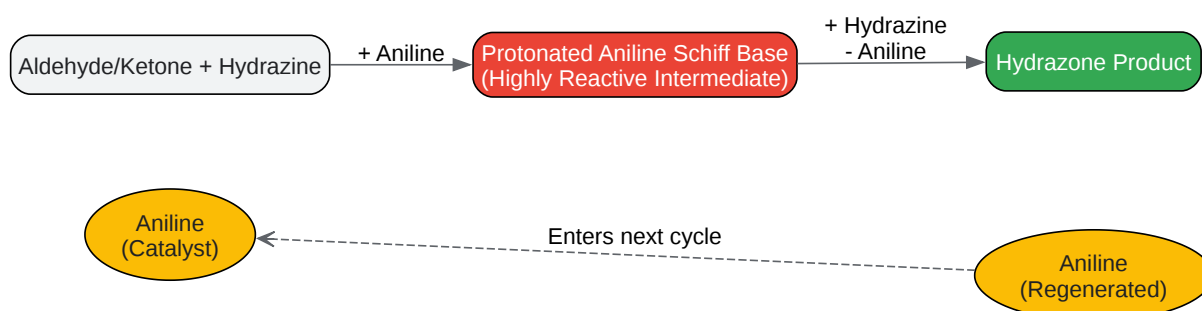 Aldehyde/Ketone + Hydrazine
+ Aniline
Protonated Aniline Schiff Base
(Highly Reactive Intermediate)
+ Hydrazine
- Aniline
Hydrazone Product
Aniline
(Catalyst)
Enters next cycle
Aniline
(Regenerated)